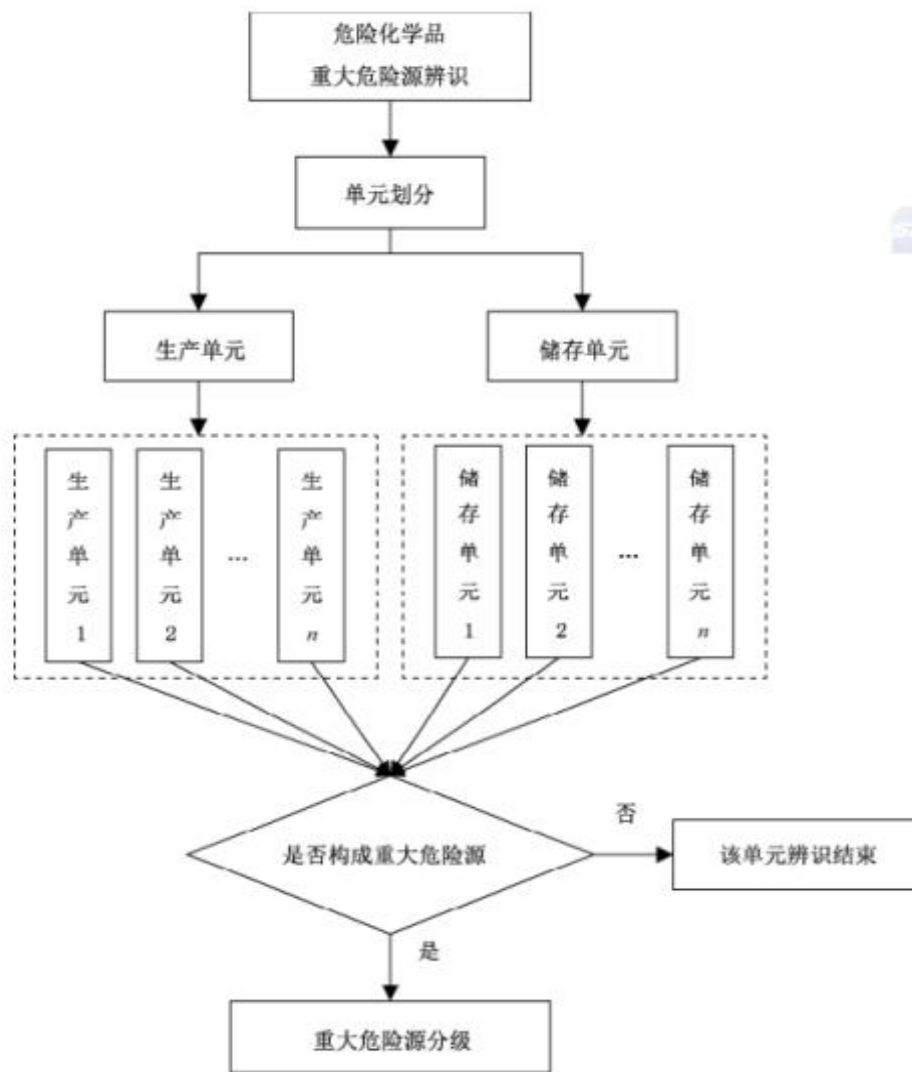 危险化学品
重大危险源辨识
单元划分
生产单元
储存单元
生产单元1
生产单元2
…
生产单元n
储存单元1
储存单元2
…
储存单元n
是否构成重大危险源
否
该单元辨识结束
是
重大危险源分级